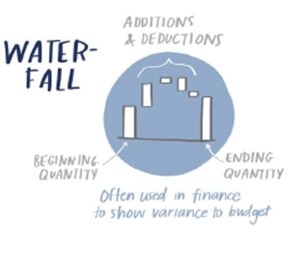 ADDITIONS
& DEDUCTIONS
WATER-
FALL
BEGINNING
QUANTITY
ENDING
QUANTITY
Often used in finance
to show variance to budget